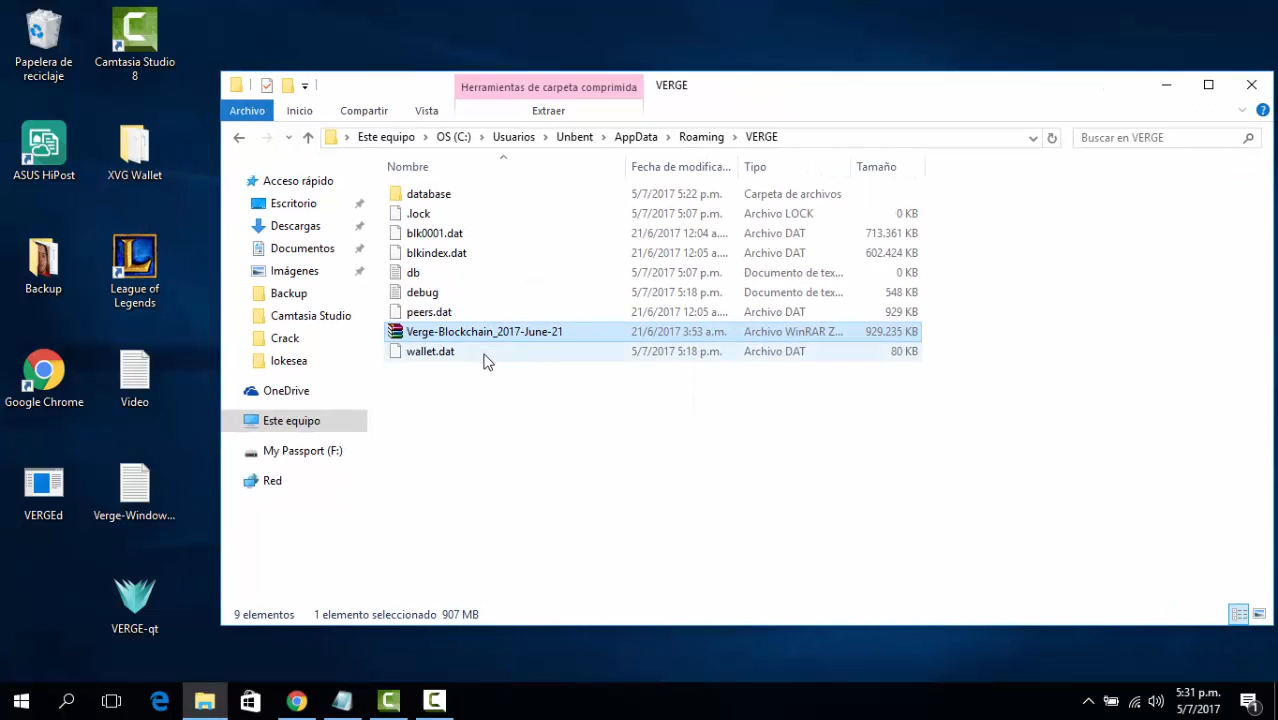 Papelera de
reciclaje
Camtasia Studio
8
ASUS HiPost
XVG Wallet
Backup
League of
Legends
Google Chrome
Video
VERGEd
Verge-Window...
VERGE-qt
Herramientas de carpeta comprimida
VERGE
Archivo
Inicio
Compartir
Vista
Extraer
Este equipo
OS (C:)
Usuarios
Unbent
AppData
Roaming
VERGE
Buscar en VERGE
Acceso rápido
Escritorio
Descargas
Documentos
Imágenes
Backup
Camtasia Studio
Crack
lokesea
OneDrive
Este equipo
My Passport (F:)
Red
Nombre Fecha de modifica... Tipo Tamaño
database 5/7/2017 5:22 p.m. Carpeta de archivos
.lock 5/7/2017 5:07 p.m. Archivo LOCK 0 KB
blk0001.dat 21/6/2017 12:04 a.... Archivo DAT 713.361 KB
blkindex.dat 21/6/2017 12:05 a.... Archivo DAT 602.424 KB
db 5/7/2017 5:07 p.m. Documento de tex... 0 KB
debug 5/7/2017 5:18 p.m. Documento de tex... 548 KB
peers.dat 21/6/2017 12:05 a.... Archivo DAT 929 KB
Verge-Blockchain_2017-June-21 21/6/2017 3:53 a.m. Archivo WinRAR Z... 929.235 KB
wallet.dat 5/7/2017 5:18 p.m. Archivo DAT 80 KB
9 elementos 1 elemento seleccionado 907 MB
5:31 p.m.
5/7/2017
1